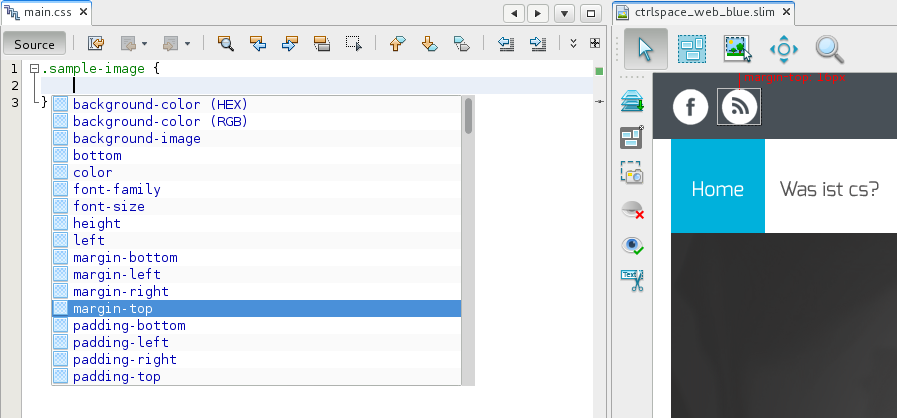 main.css
ctrlspace_web_blue.slim
Source
1 .sample-image {
2
3 }
background-color (HEX)
background-color (RGB)
background-image
bottom
color
font-family
font-size
height
left
margin-bottom
margin-left
margin-right
margin-top
padding-bottom
padding-left
padding-right
padding-top
Home
Was ist cs?
Text